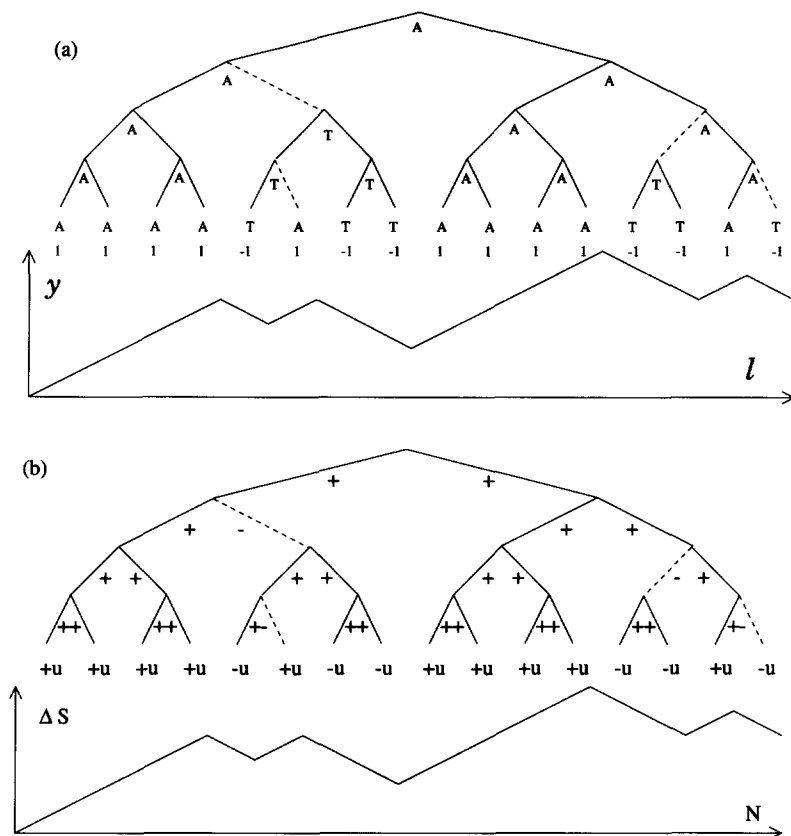 (a)
A
A A
A T A A
A A T T A A T A
A A A A T A T T A A A A T T A T
1 1 1 1 -1 1 -1 -1 1 1 1 1 -1 -1 1 -1
y
l
(b)
+ +
+ - + +
+ + + + + + - +
++ ++ +- ++ ++ ++ ++ +-
+u +u +u +u -u +u -u -u +u +u +u +u -u -u +u -u
Δ S
N